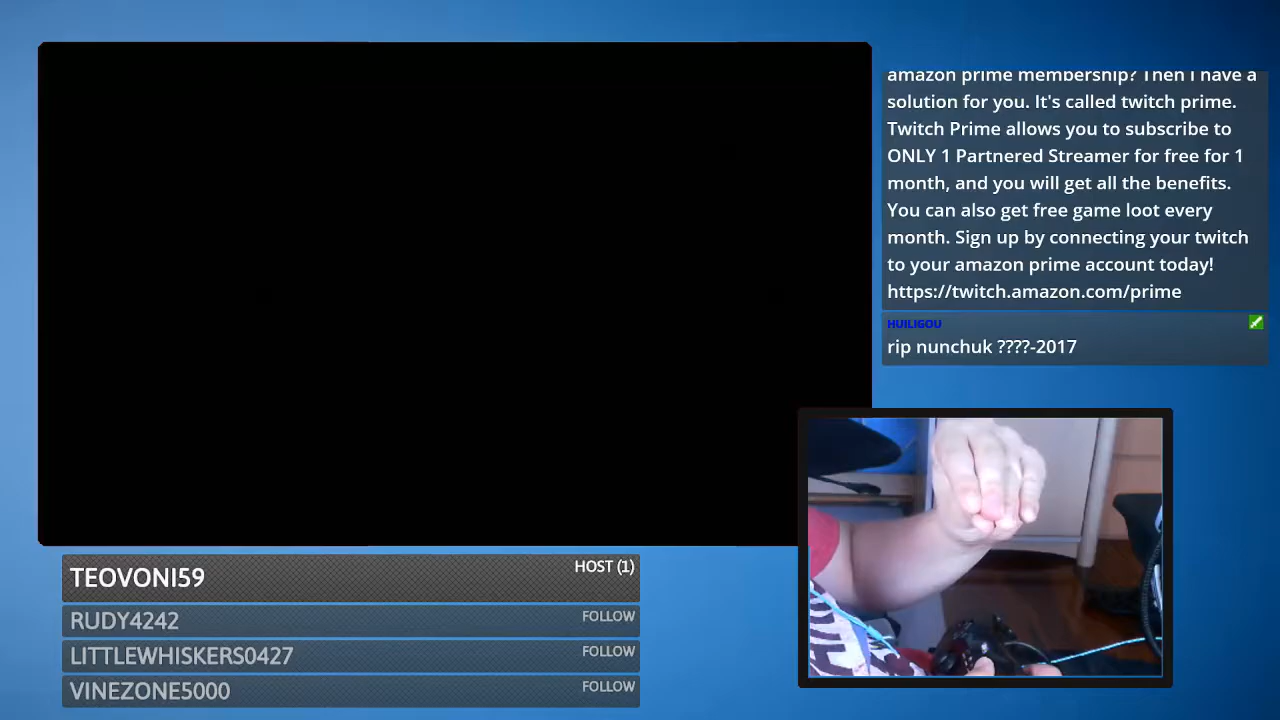 amazon prime membership? Then I have a
solution for you. It's called twitch prime.
Twitch Prime allows you to subscribe to
ONLY 1 Partnered Streamer for free for 1
month, and you will get all the benefits.
You can also get free game loot every
month. Sign up by connecting your twitch
to your amazon prime account today!
https://twitch.amazon.com/prime
HUILIGOU
rip nunchuk ????-2017
TEOVONI59 HOST (1)
RUDY4242 FOLLOW
LITTLEWHISKERS0427 FOLLOW
VINEZONE5000 FOLLOW